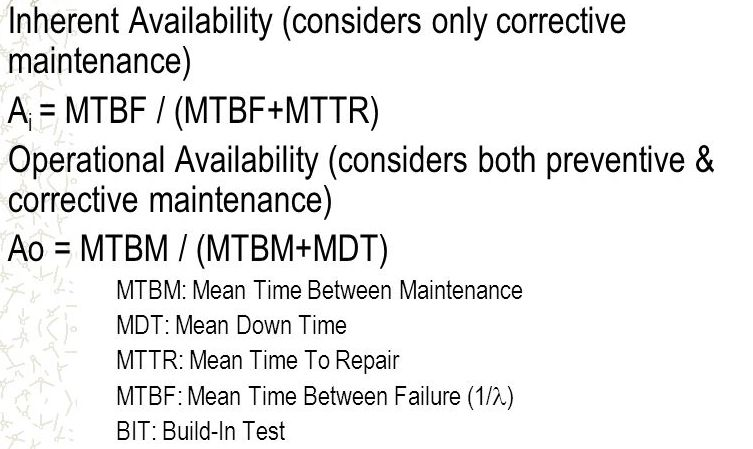 Inherent Availability (considers only corrective
maintenance)
Ai = MTBF / (MTBF+MTTR)
Operational Availability (considers both preventive &
corrective maintenance)
Ao = MTBM / (MTBM+MDT)
MTBM: Mean Time Between Maintenance
MDT: Mean Down Time
MTTR: Mean Time To Repair
MTBF: Mean Time Between Failure (1/λ)
BIT: Build-In Test